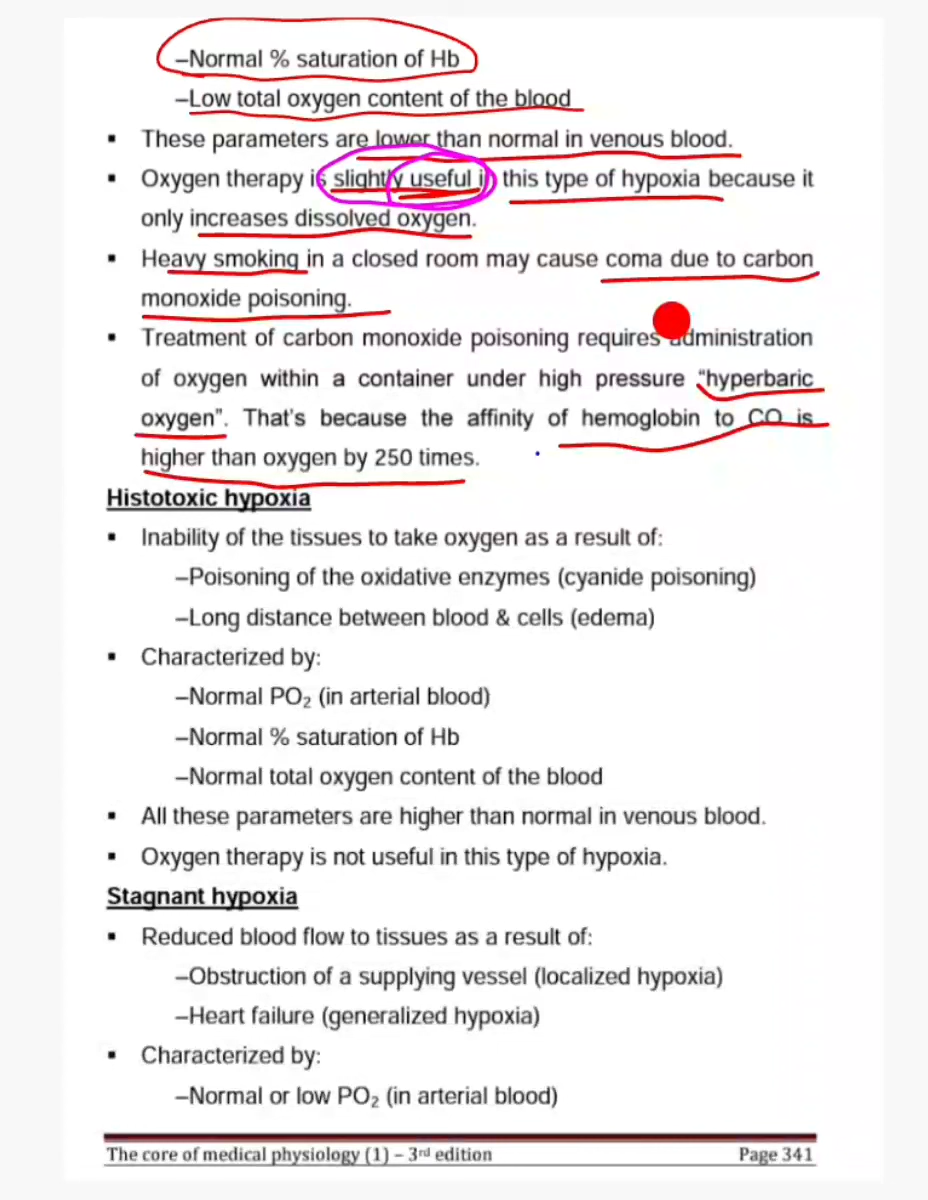 –Normal % saturation of Hb
–Low total oxygen content of the blood
▪ These parameters are lower than normal in venous blood.
▪ Oxygen therapy is slightly useful in this type of hypoxia because it
only increases dissolved oxygen.
▪ Heavy smoking in a closed room may cause coma due to carbon
monoxide poisoning.
▪ Treatment of carbon monoxide poisoning requires administration
of oxygen within a container under high pressure “hyperbaric
oxygen”. That’s because the affinity of hemoglobin to CO is
higher than oxygen by 250 times.
Histotoxic hypoxia
▪ Inability of the tissues to take oxygen as a result of:
–Poisoning of the oxidative enzymes (cyanide poisoning)
–Long distance between blood & cells (edema)
▪ Characterized by:
–Normal PO₂ (in arterial blood)
–Normal % saturation of Hb
–Normal total oxygen content of the blood
▪ All these parameters are higher than normal in venous blood.
▪ Oxygen therapy is not useful in this type of hypoxia.
Stagnant hypoxia
▪ Reduced blood flow to tissues as a result of:
–Obstruction of a supplying vessel (localized hypoxia)
–Heart failure (generalized hypoxia)
▪ Characterized by:
–Normal or low PO₂ (in arterial blood)
The core of medical physiology (1) – 3rd edition Page 341